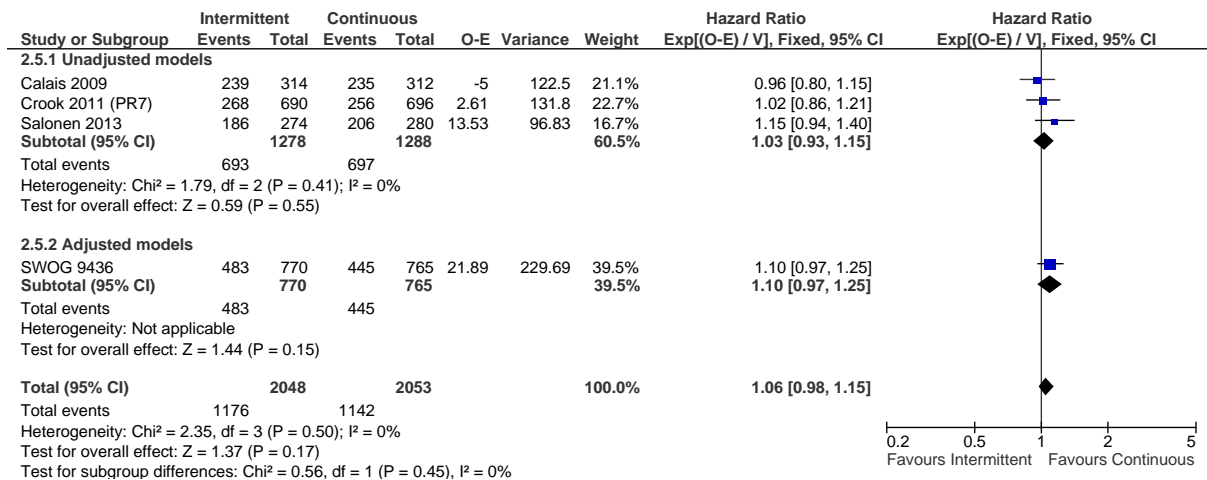 Intermittent Continuous Hazard Ratio Hazard Ratio
Study or Subgroup Events Total Events Total O-E Variance Weight Exp[(O-E) / V], Fixed, 95% CI Exp[(O-E) / V], Fixed, 95% CI
2.5.1 Unadjusted models
Calais 2009 239 314 235 312 -5 122.5 21.1% 0.96 [0.80, 1.15]
Crook 2011 (PR7) 268 690 256 696 2.61 131.8 22.7% 1.02 [0.86, 1.21]
Salonen 2013 186 274 206 280 13.53 96.83 16.7% 1.15 [0.94, 1.40]
Subtotal (95% CI) 1278 1288 60.5% 1.03 [0.93, 1.15]
Total events 693 697
Heterogeneity: Chi² = 1.79, df = 2 (P = 0.41); I² = 0%
Test for overall effect: Z = 0.59 (P = 0.55)
2.5.2 Adjusted models
SWOG 9436 483 770 445 765 21.89 229.69 39.5% 1.10 [0.97, 1.25]
Subtotal (95% CI) 770 765 39.5% 1.10 [0.97, 1.25]
Total events 483 445
Heterogeneity: Not applicable
Test for overall effect: Z = 1.44 (P = 0.15)
Total (95% CI) 2048 2053 100.0% 1.06 [0.98, 1.15]
Total events 1176 1142
Heterogeneity: Chi² = 2.35, df = 3 (P = 0.50); I² = 0%
Test for overall effect: Z = 1.37 (P = 0.17)
Test for subgroup differences: Chi² = 0.56, df = 1 (P = 0.45), I² = 0%
0.2 0.5 1 2 5
Favours Intermittent Favours Continuous